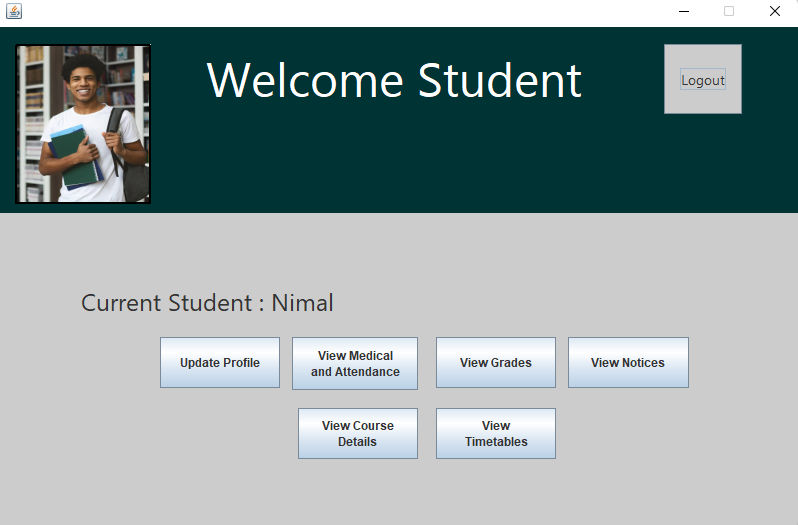 Welcome Student
Logout
Current Student : Nimal
Update Profile
View Medical
and Attendance
View Grades
View Notices
View Course
Details
View
Timetables